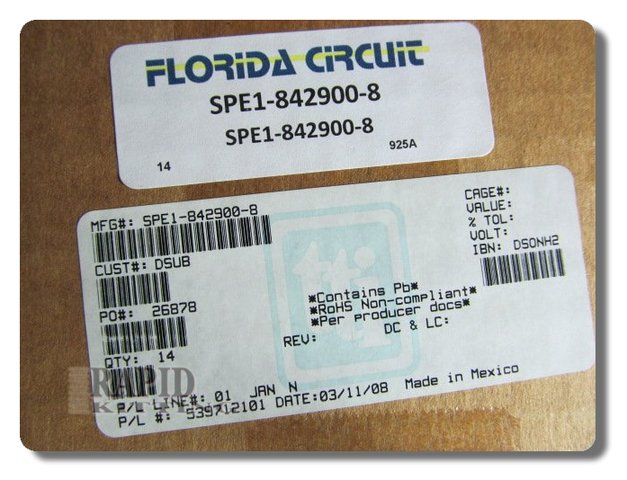 FLORIDA CIRCUIT
SPE1-842900-8
SPE1-842900-8
14
925A
MFG#: SPE1-842900-8
CUST#: DSUB
PO#: 26878
QTY: 14
P/L LINE#: 01 JAN N
P/L #: 539712101 DATE:03/11/08 Made in Mexico
*Contains Pb*
*RoHS Non-compliant*
*Per producer docs*
REV: DC & LC:
CAGE#:
VALUE:
% TOL:
VOLT:
IBN: DSONH2
tti
RAPID